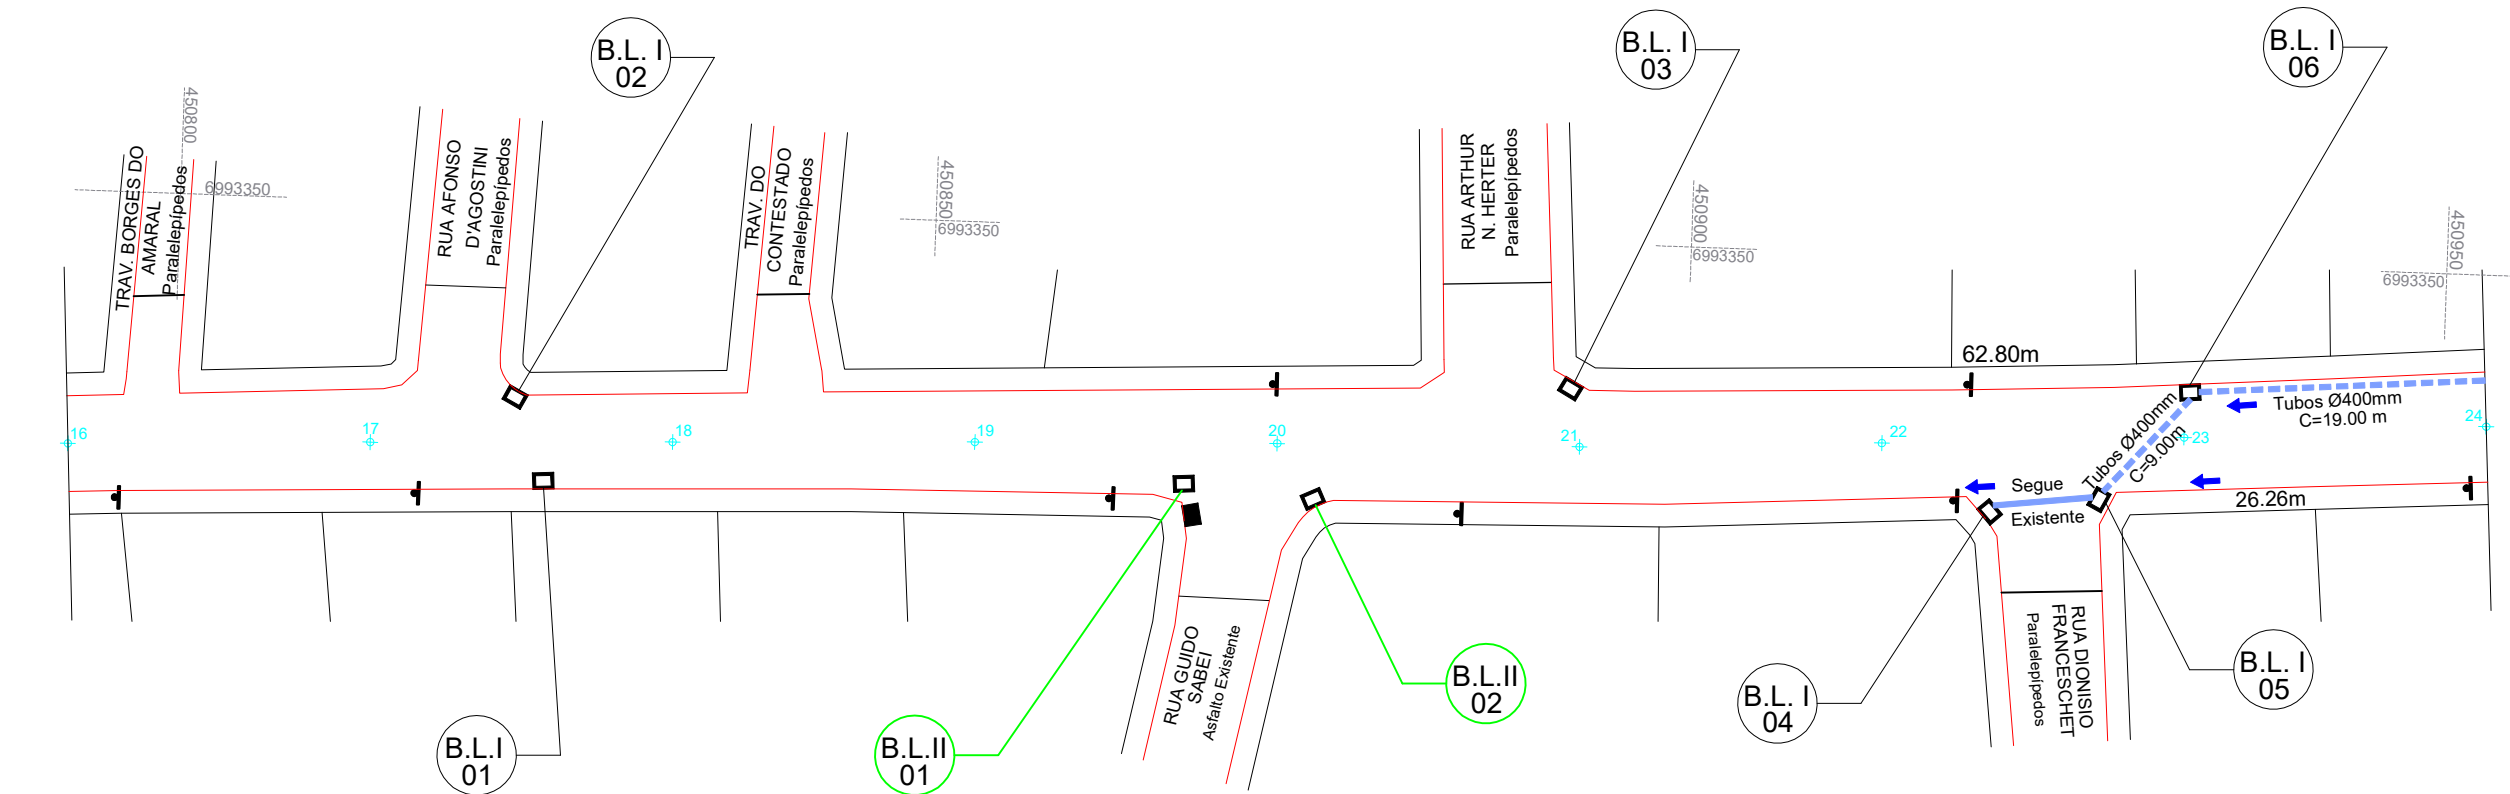 B.L. I
02
B.L. I
03
B.L. I
06
450800
6993350
TRAV. BORGES DO
AMARAL
Paralelepípedos
RUA AFONSO
D'AGOSTINI
Paralelepípedos
TRAV. DO
CONTESTADO
Paralelepípedos
450850
6993350
RUA ARTHUR
N. HERTER
Paralelepípedos
450900
6993350
450950
6993350
62.80m
Tubos Ø400mm
C=19.00 m
Tubos Ø400mm
C=9.00m
16
17
18
19
20
21
22
23
24
Segue
Existente
26.26m
RUA GUIDO
SABEI
Asfalto Existente
RUA DIONISIO
FRANCESCHET
Paralelepípedos
B.L.I
01
B.L.II
01
B.L.II
02
B.L. I
04
B.L. I
05